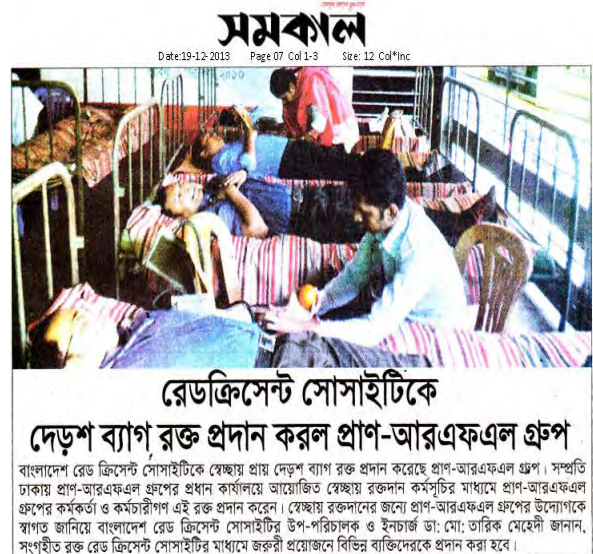 সমকাল
Date:19-12-2013 Page 07 Col 1-3 Size: 12 Col*Inc
রেডক্রিসেন্ট সোসাইটিকে
দেড়শ ব্যাগ রক্ত প্রদান করল প্রাণ-আরএফএল গ্রুপ
বাংলাদেশ রেড ক্রিসেন্ট সোসাইটিকে স্বেচ্ছায় প্রায় দেড়শ ব্যাগ রক্ত প্রদান করেছে প্রাণ-আরএফএল গ্রুপ। সম্প্রতি
ঢাকায় প্রাণ-আরএফএল গ্রুপের প্রধান কার্যালয়ে আয়োজিত স্বেচ্ছায় রক্তদান কর্মসূচির মাধ্যমে প্রাণ-আরএফএল
গ্রুপের কর্মকর্তা ও কর্মচারীগণ এই রক্ত প্রদান করেন। স্বেচ্ছায় রক্তদানের জন্যে প্রাণ-আরএফএল গ্রুপের উদ্যোগকে
স্বাগত জানিয়ে বাংলাদেশ রেড ক্রিসেন্ট সোসাইটির উপ-পরিচালক ও ইনচার্জ ডা: মো: তারিক মেহেদী জানান,
সংগৃহীত রক্ত রেড ক্রিসেন্ট সোসাইটির মাধ্যমে জরুরী প্রয়োজনে বিভিন্ন ব্যক্তিদেরকে প্রদান করা হবে।